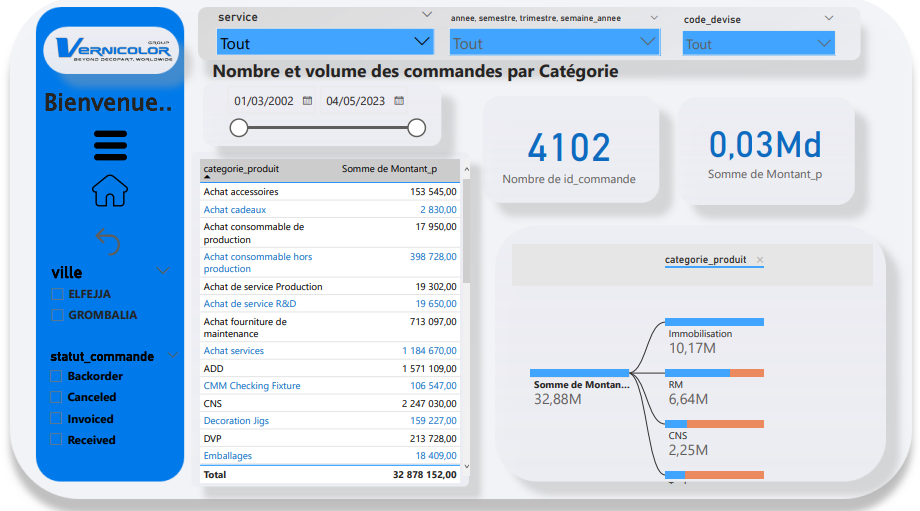 GROUP
VERNICOLOR
BEYOND DECOPART, WORLDWIDE
Bienvenue..
ville
ELFEJJA
GROMBALIA
statut_commande
Backorder
Canceled
Invoiced
Received
service
Tout
annee, semestre, trimestre, semaine_annee
Tout
code_devise
Tout
Nombre et volume des commandes par Catégorie
01/03/2002 04/05/2023
4102
Nombre de id_commande
0,03Md
Somme de Montant_p
categorie_produit Somme de Montant_p
Achat accessoires 153 545,00
Achat cadeaux 2 830,00
Achat consommable de 17 950,00
production
Achat consommable hors 398 728,00
production
Achat de service Production 19 302,00
Achat de service R&D 19 650,00
Achat fourniture de 713 097,00
maintenance
Achat services 1 184 670,00
ADD 1 571 109,00
CMM Checking Fixture 106 547,00
CNS 2 247 030,00
Decoration Jigs 159 227,00
DVP 213 728,00
Emballages 18 409,00
Total 32 878 152,00
categorie_produit
Somme de Montan...
32,88M
Immobilisation
10,17M
RM
6,64M
CNS
2,25M